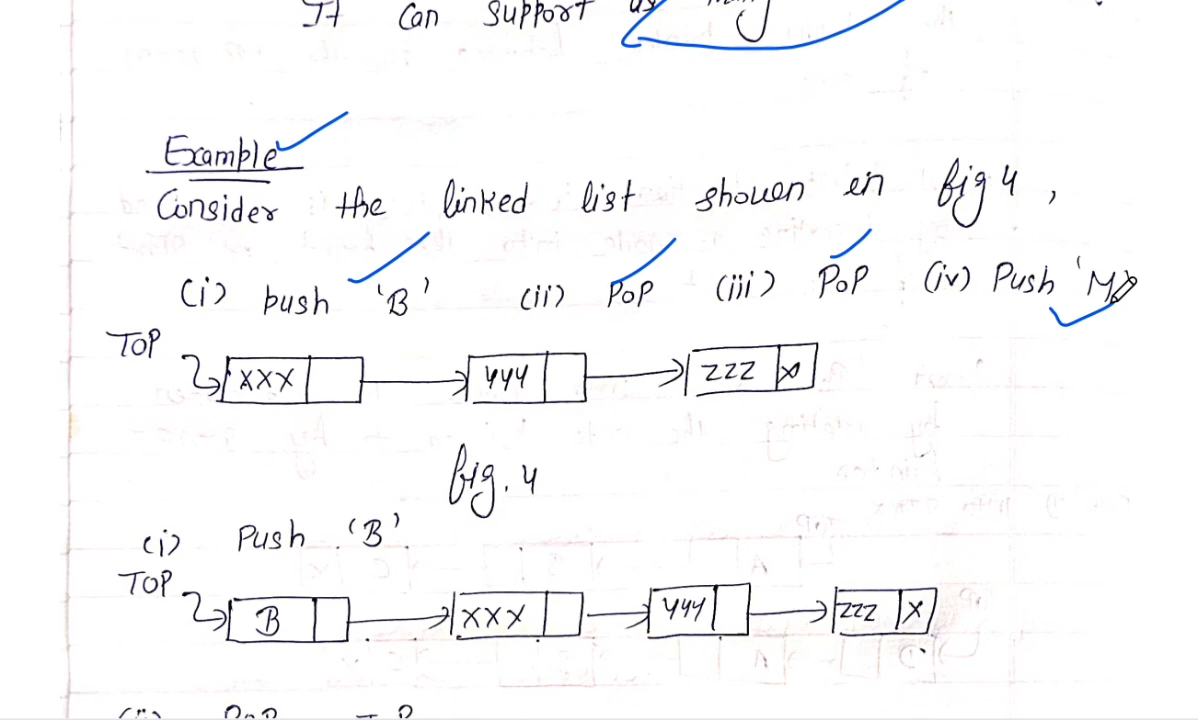 It can support as
Example
Consider the linked list shown in fig 4,
(i) push 'B' (ii) PoP (iii) PoP (iv) Push 'M'
TOP
XXX YYY ZZZ X
fig. 4
(i) Push 'B'.
TOP
B XXX YYY ZZZ X